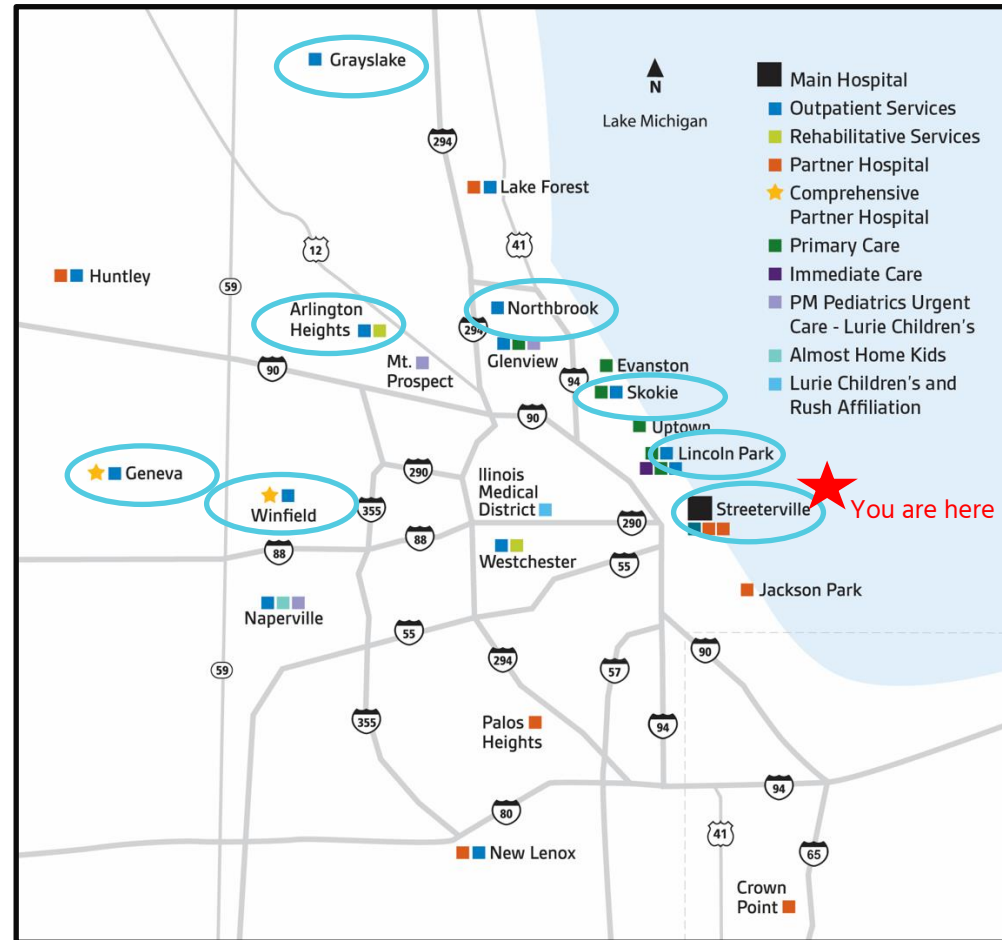 Grayslake
N
Lake Michigan
Main Hospital
Outpatient Services
Rehabilitative Services
Partner Hospital
Comprehensive
Partner Hospital
Primary Care
Immediate Care
PM Pediatrics Urgent
Care - Lurie Children's
Almost Home Kids
Lurie Children's and
Rush Affiliation
294
Lake Forest
41
12
Huntley
59
Arlington
Heights
Northbrook
294
Glenview
Mt.
Prospect
90
94
Evanston
Skokie
90
Uptown
Lincoln Park
Geneva
290
Illinois
Medical
District
Winfield
355
Streeterville
You are here
290
88
88
Westchester
55
Jackson Park
Naperville
55
59
294
57
90
355
Palos
Heights
94
94
80
41
65
New Lenox
Crown
Point